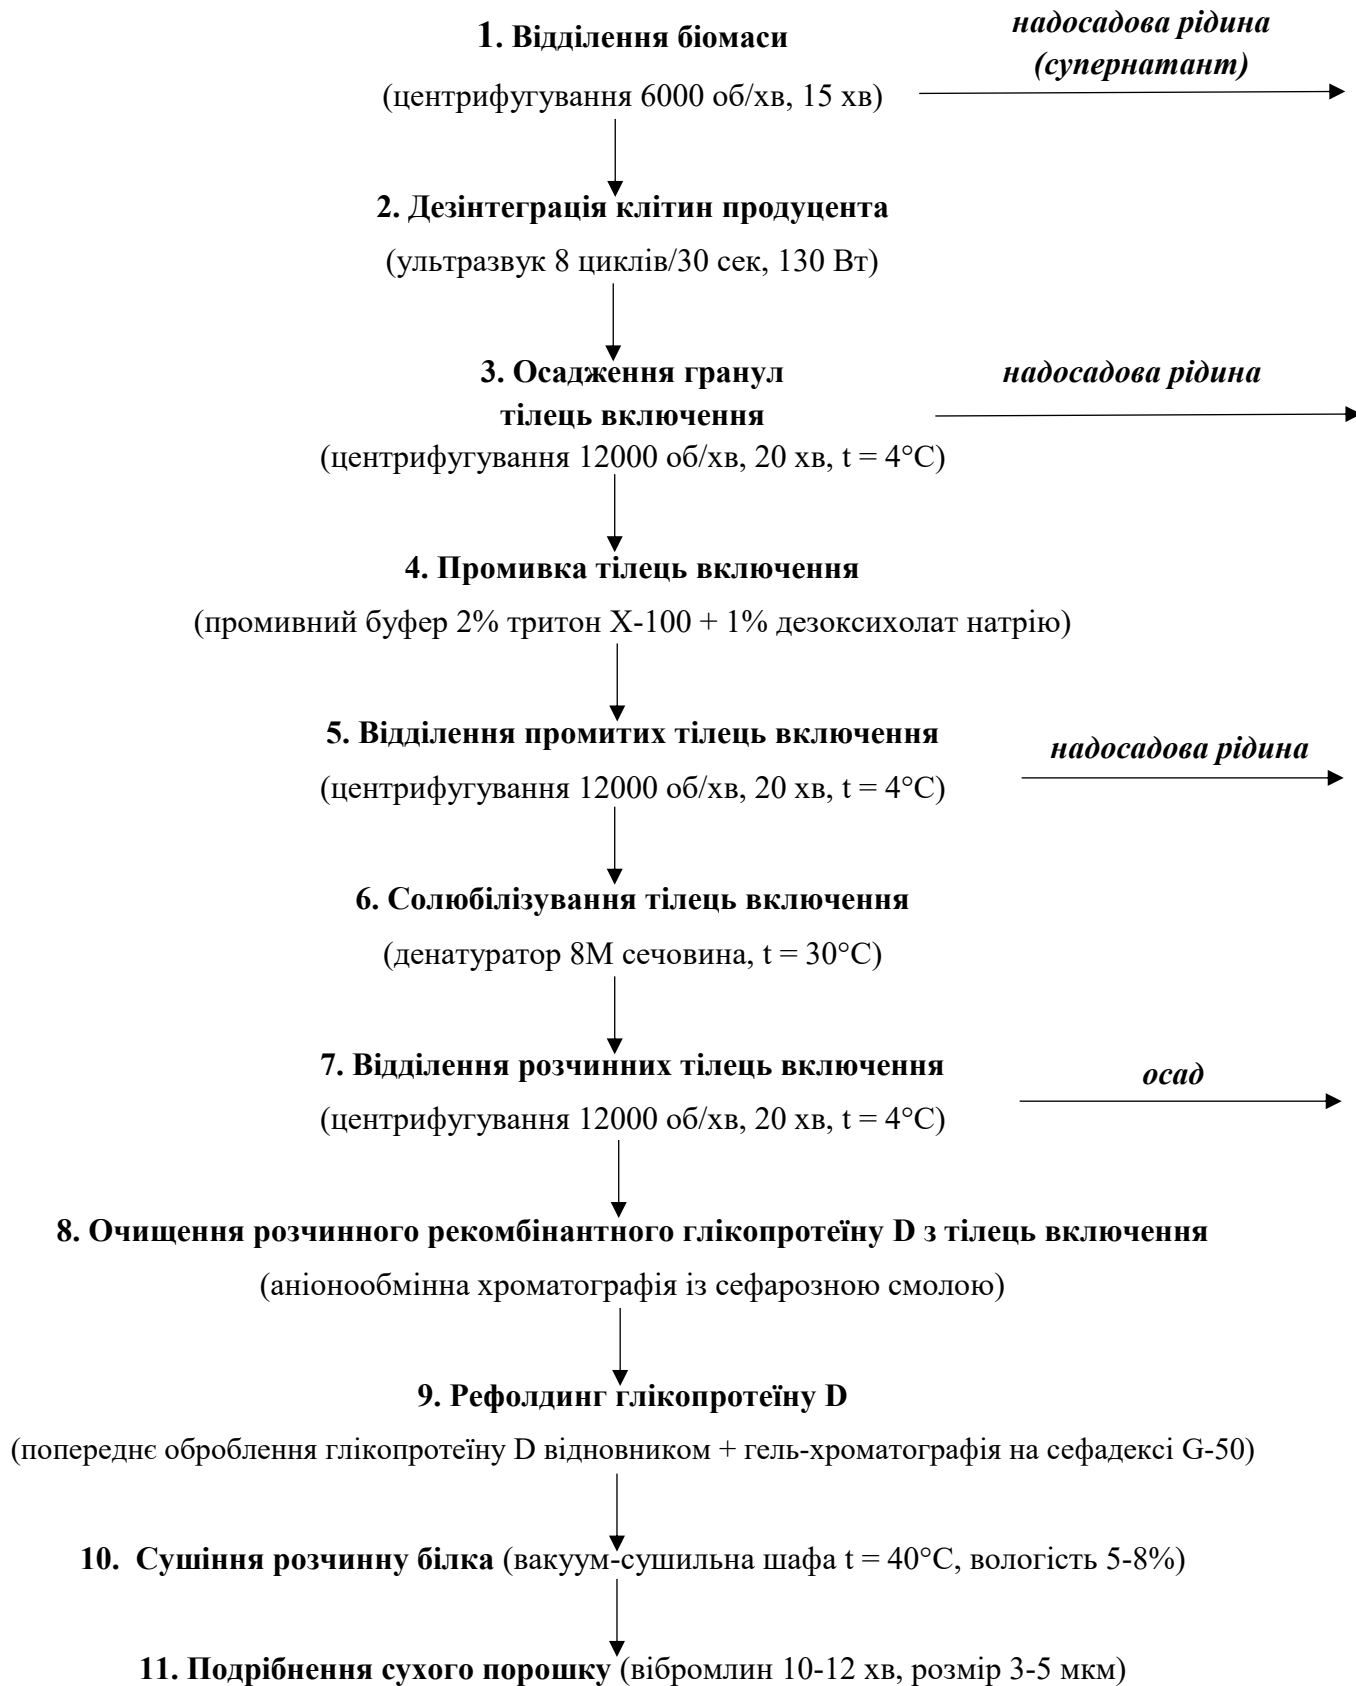 1. Відділення біомаси
надосадова рідина
(супернатант)
(центрифугування 6000 об/хв, 15 хв)
2. Дезінтеграція клітин продуцента
(ультразвук 8 циклів/30 сек, 130 Вт)
3. Осадження гранул
надосадова рідина
тілець включення
(центрифугування 12000 об/хв, 20 хв, t = 4°C)
4. Промивка тілець включення
(промивний буфер 2% тритон Х-100 + 1% дезоксихолат натрію)
5. Відділення промитих тілець включення
надосадова рідина
(центрифугування 12000 об/хв, 20 хв, t = 4°C)
6. Солюбілізування тілець включення
(денатуратор 8М сечовина, t = 30°C)
7. Відділення розчинних тілець включення
осад
(центрифугування 12000 об/хв, 20 хв, t = 4°C)
8. Очищення розчинного рекомбінантного глікопротеїну D з тілець включення
(аніонообмінна хроматографія із сефарозною смолою)
9. Рефолдинг глікопротеїну D
(попереднє оброблення глікопротеїну D відновником + гель-хроматографія на сефадексі G-50)
10. Сушіння розчинну білка (вакуум-сушильна шафа t = 40°C, вологість 5-8%)
11. Подрібнення сухого порошку (вібромлин 10-12 хв, розмір 3-5 мкм)